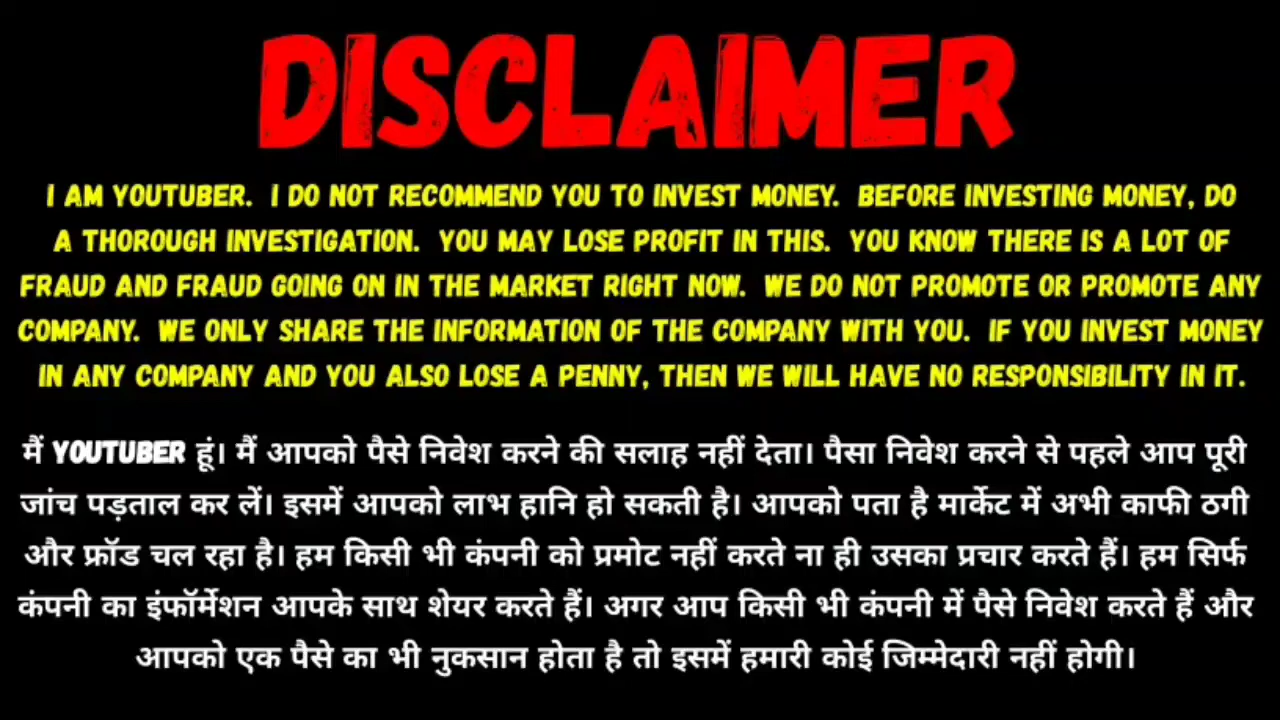 DISCLAIMER
I AM YOUTUBER. I DO NOT RECOMMEND YOU TO INVEST MONEY. BEFORE INVESTING MONEY, DO
A THOROUGH INVESTIGATION. YOU MAY LOSE PROFIT IN THIS. YOU KNOW THERE IS A LOT OF
FRAUD AND FRAUD GOING ON IN THE MARKET RIGHT NOW. WE DO NOT PROMOTE OR PROMOTE ANY
COMPANY. WE ONLY SHARE THE INFORMATION OF THE COMPANY WITH YOU. IF YOU INVEST MONEY
IN ANY COMPANY AND YOU ALSO LOSE A PENNY, THEN WE WILL HAVE NO RESPONSIBILITY IN IT.
मैं YOUTUBER हूं। मैं आपको पैसे निवेश करने की सलाह नहीं देता। पैसा निवेश करने से पहले आप पूरी
जांच पड़ताल कर लें। इसमें आपको लाभ हानि हो सकती है। आपको पता है मार्केट में अभी काफी ठगी
और फ्रॉड चल रहा है। हम किसी भी कंपनी को प्रमोट नहीं करते ना ही उसका प्रचार करते हैं। हम सिर्फ
कंपनी का इंफॉर्मेशन आपके साथ शेयर करते हैं। अगर आप किसी भी कंपनी में पैसे निवेश करते हैं और
आपको एक पैसे का भी नुकसान होता है तो इसमें हमारी कोई जिम्मेदारी नहीं होगी।